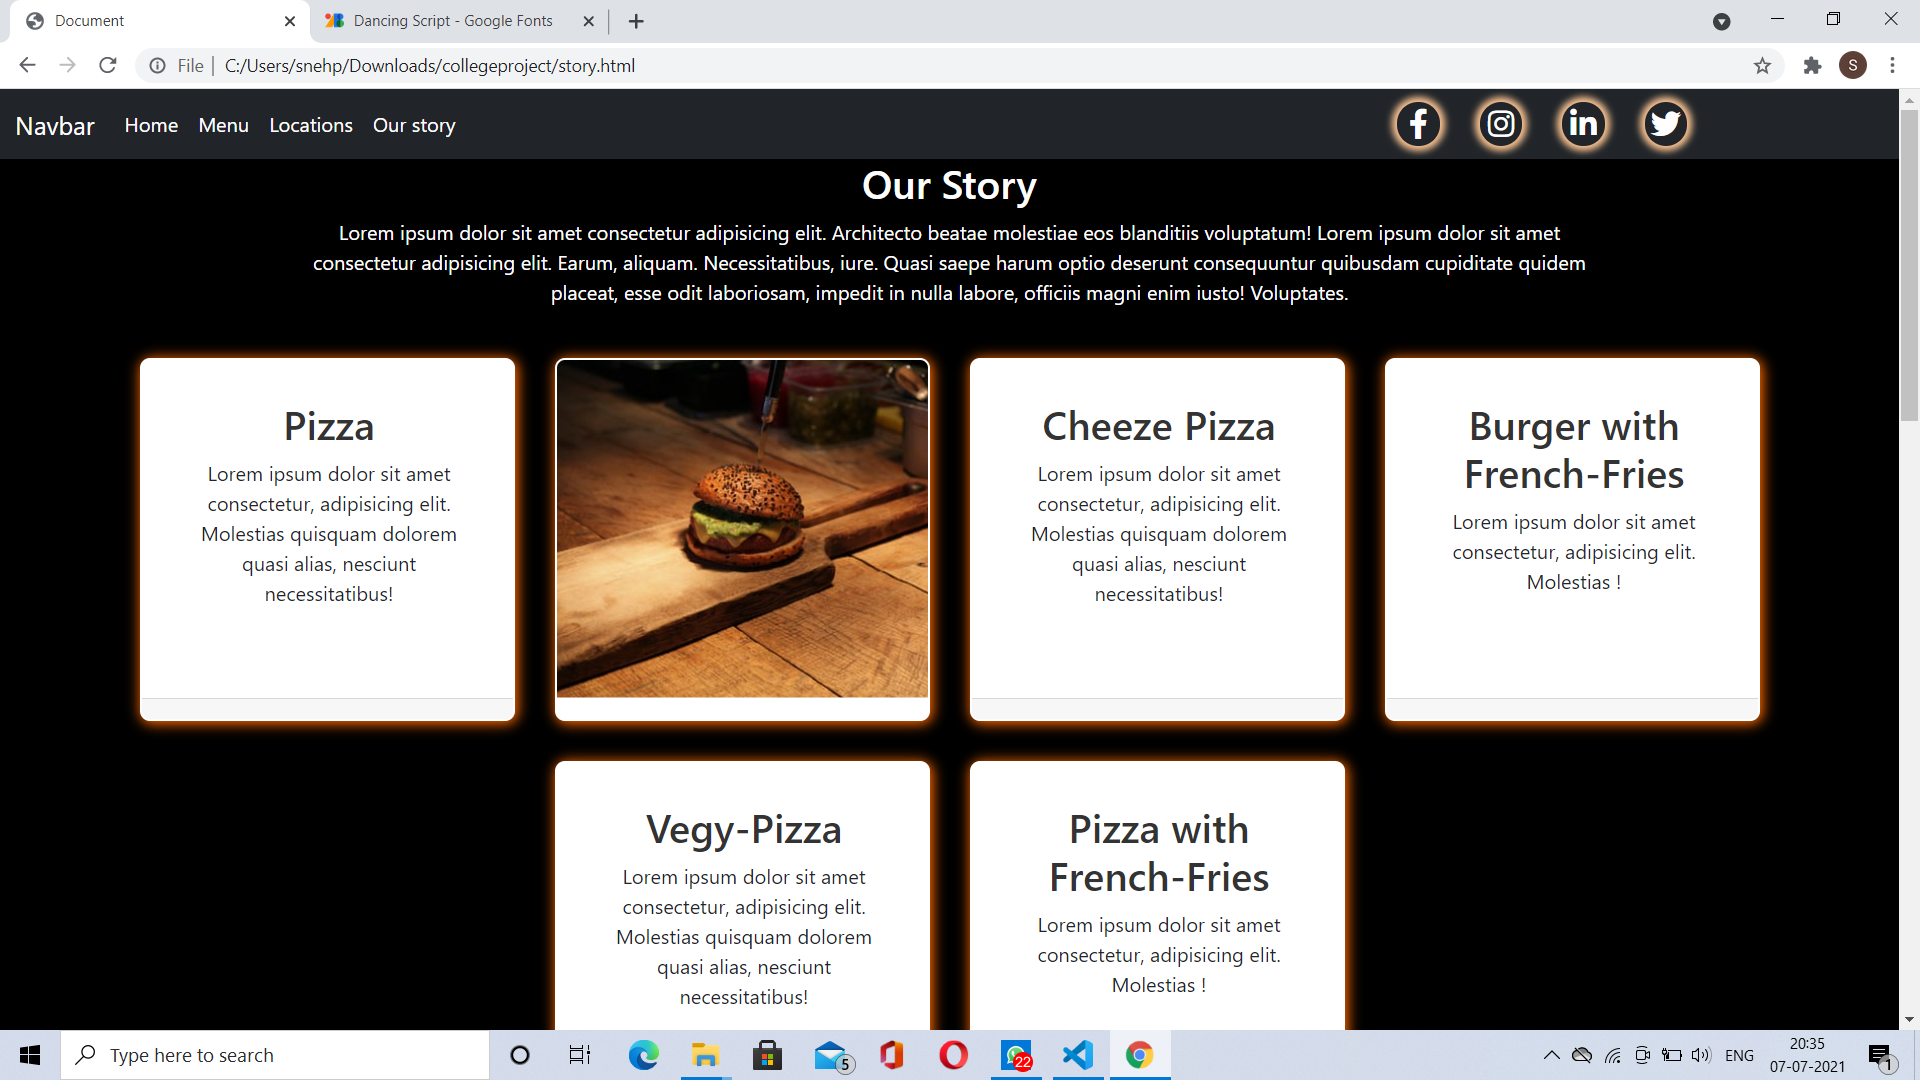 Document
Dancing Script - Google Fonts
File
C:/Users/snehp/Downloads/collegeproject/story.html
S
Navbar
Home
Menu
Locations
Our story
Our Story
Lorem ipsum dolor sit amet consectetur adipisicing elit. Architecto beatae molestiae eos blanditiis voluptatum! Lorem ipsum dolor sit amet
consectetur adipisicing elit. Earum, aliquam. Necessitatibus, iure. Quasi saepe harum optio deserunt consequuntur quibusdam cupiditate quidem
placeat, esse odit laboriosam, impedit in nulla labore, officiis magni enim iusto! Voluptates.
Pizza
Lorem ipsum dolor sit amet
consectetur, adipisicing elit.
Molestias quisquam dolorem
quasi alias, nesciunt
necessitatibus!
Cheeze Pizza
Lorem ipsum dolor sit amet
consectetur, adipisicing elit.
Molestias quisquam dolorem
quasi alias, nesciunt
necessitatibus!
Burger with
French-Fries
Lorem ipsum dolor sit amet
consectetur, adipisicing elit.
Molestias !
Vegy-Pizza
Lorem ipsum dolor sit amet
consectetur, adipisicing elit.
Molestias quisquam dolorem
quasi alias, nesciunt
necessitatibus!
Pizza with
French-Fries
Lorem ipsum dolor sit amet
consectetur, adipisicing elit.
Molestias !
Type here to search
5
22
ENG
20:35
07-07-2021
1